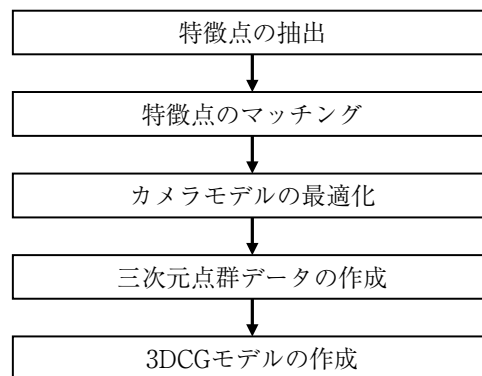 特徴点の抽出
特徴点のマッチング
カメラモデルの最適化
三次元点群データの作成
3DCGモデルの作成